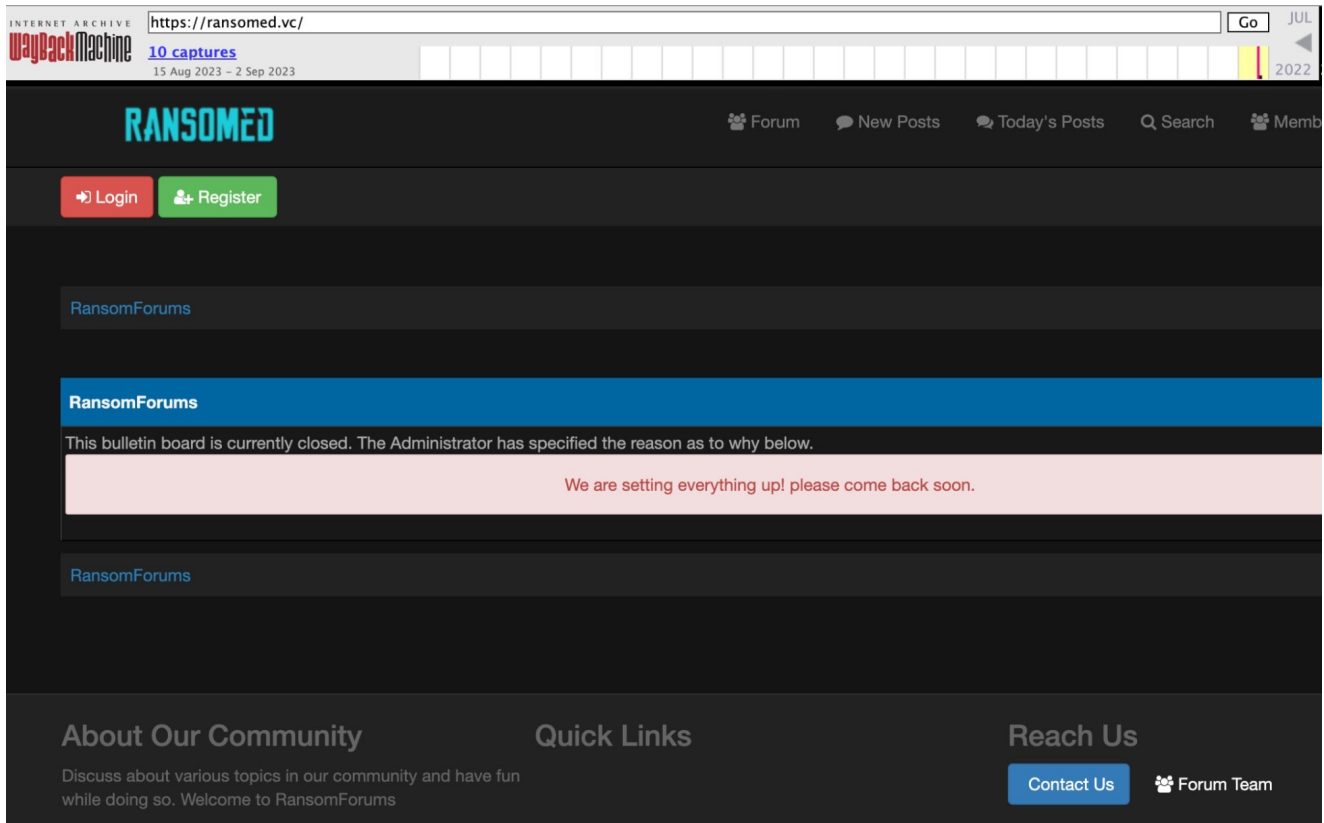 INTERNET ARCHIVE
WayBackMachine
https://ransomed.vc/
Go
JUL
10 captures
15 Aug 2023 – 2 Sep 2023
2022
RANSOMED
Forum New Posts Today's Posts Search Memb
Login Register
RansomForums
RansomForums
This bulletin board is currently closed. The Administrator has specified the reason as to why below.
We are setting everything up! please come back soon.
RansomForums
About Our Community
Discuss about various topics in our community and have fun
while doing so. Welcome to RansomForums
Quick Links
Reach Us
Contact Us Forum Team